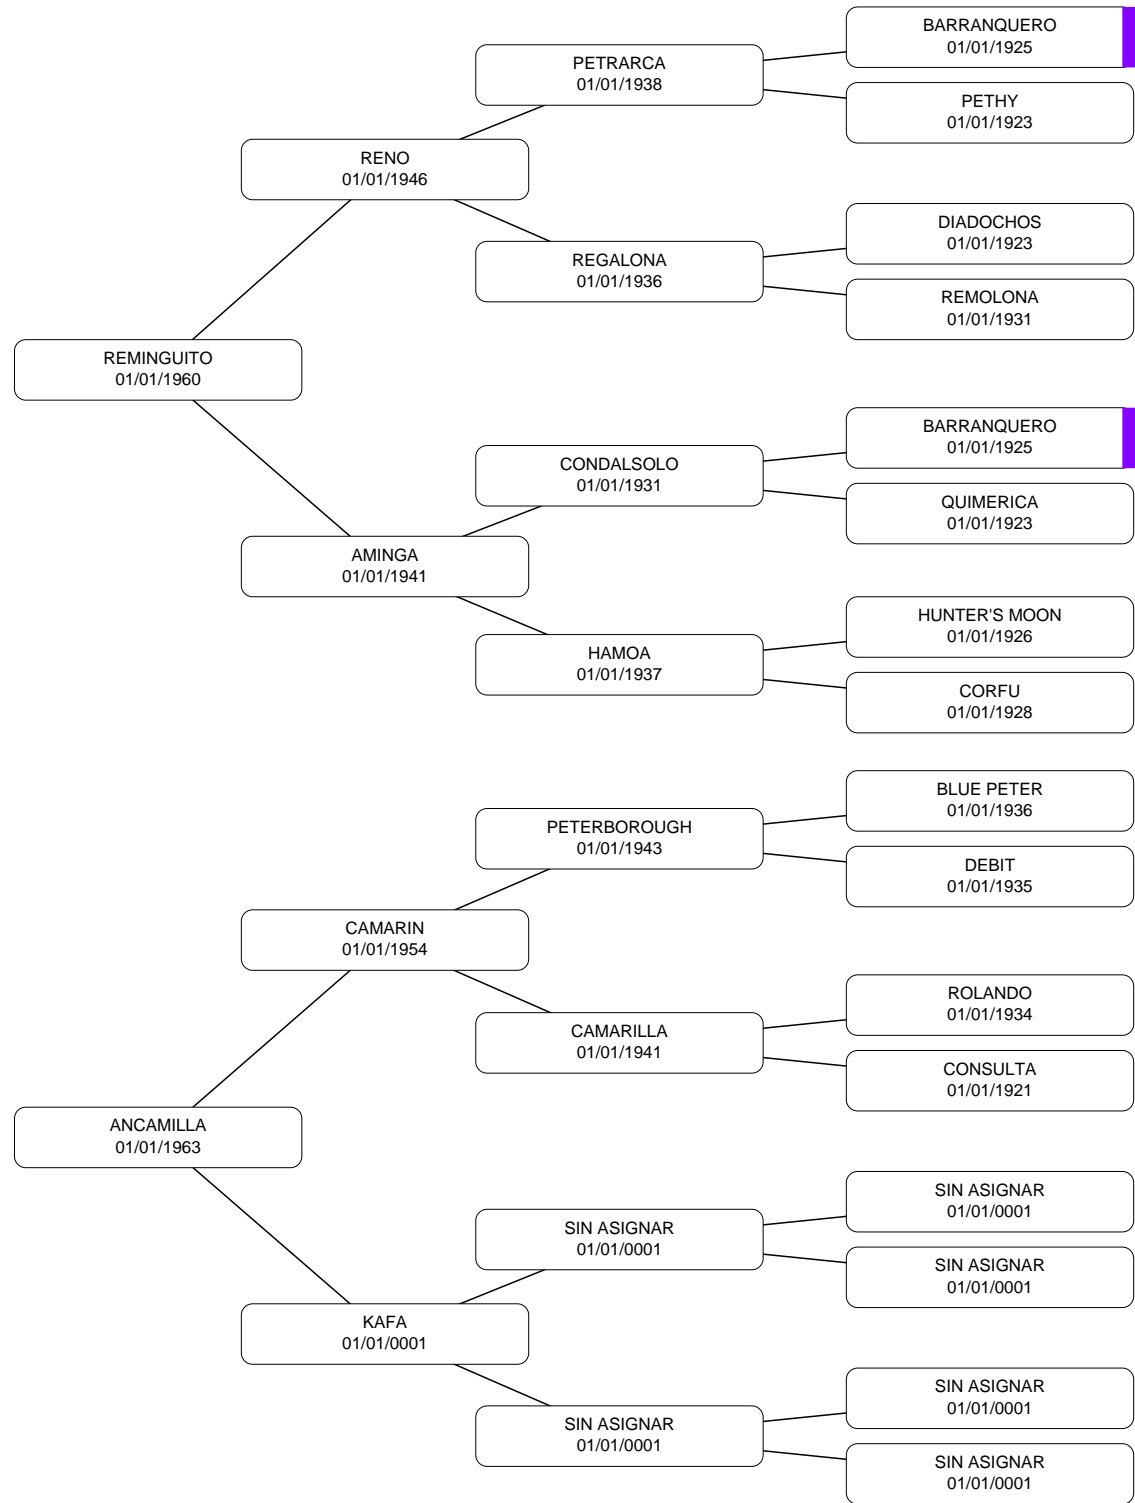 BARRANQUERO
01/01/1925
PETRARCA
01/01/1938
PETHY
01/01/1923
RENO
01/01/1946
DIADOCHOS
01/01/1923
REGALONA
01/01/1936
REMOLONA
01/01/1931
REMINGUITO
01/01/1960
BARRANQUERO
01/01/1925
CONDALSOLO
01/01/1931
QUIMERICA
01/01/1923
AMINGA
01/01/1941
HUNTER'S MOON
01/01/1926
HAMOA
01/01/1937
CORFU
01/01/1928
BLUE PETER
01/01/1936
PETERBOROUGH
01/01/1943
DEBIT
01/01/1935
CAMARIN
01/01/1954
ROLANDO
01/01/1934
CAMARILLA
01/01/1941
CONSULTA
01/01/1921
ANCAMILLA
01/01/1963
SIN ASIGNAR
01/01/0001
SIN ASIGNAR
01/01/0001
SIN ASIGNAR
01/01/0001
KAFA
01/01/0001
SIN ASIGNAR
01/01/0001
SIN ASIGNAR
01/01/0001
SIN ASIGNAR
01/01/0001